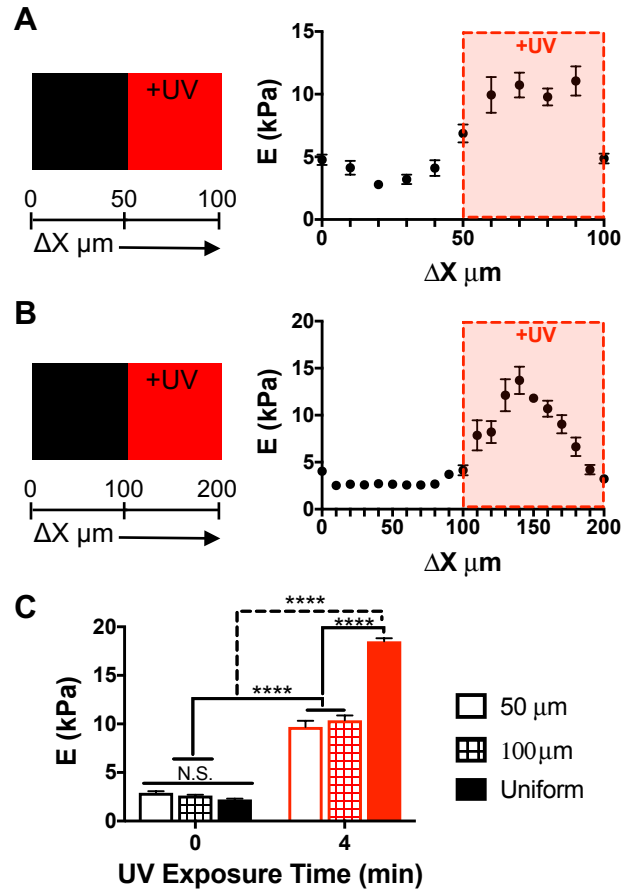 A
+UV
0 50 100
ΔX μm
+UV
E (kPa)
15
10
5
0
0 50 100
ΔX μm
B
+UV
0 100 200
ΔX μm
+UV
E (kPa)
20
15
10
5
0
0 50 100 150 200
ΔX μm
C
E (kPa)
20
15
10
5
0
****
****
****
N.S.
0 4
UV Exposure Time (min)
50 μm
100μm
Uniform